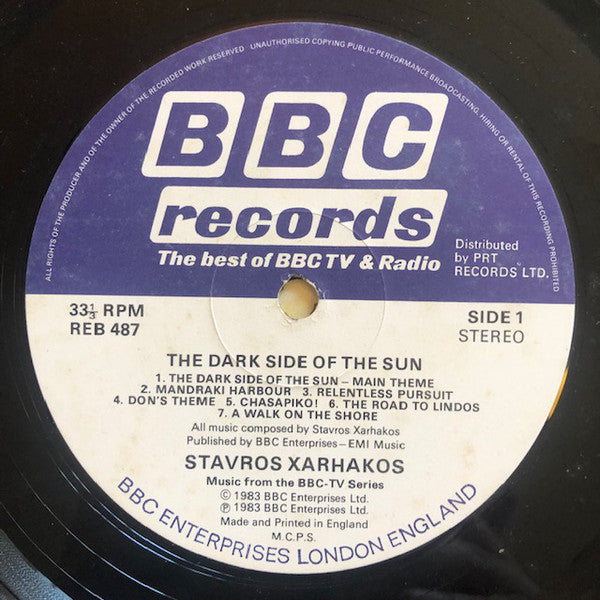 ALL RIGHTS OF THE PRODUCER AND OF THE OWNER OF THE RECORDED WORK RESERVED UNAUTHORISED COPYING PUBLIC PERFORMANCE BROADCASTING, HIRING OR RENTAL OF THIS RECORDING PROHIBITED
BBC
records
The best of BBC TV & Radio
Distributed
by PRT
RECORDS LTD.
33⅓ RPM
REB 487
SIDE 1
STEREO
THE DARK SIDE OF THE SUN
1. THE DARK SIDE OF THE SUN – MAIN THEME
2. MANDRAKI HARBOUR 3. RELENTLESS PURSUIT
4. DON'S THEME 5. CHASAPIKO! 6. THE ROAD TO LINDOS
7. A WALK ON THE SHORE
All music composed by Stavros Xarhakos
Published by BBC Enterprises – EMI Music
STAVROS XARHAKOS
Music from the BBC-TV Series
© 1983 BBC Enterprises Ltd.
℗ 1983 BBC Enterprises Ltd.
Made and Printed in England
M.C.P.S.
BBC ENTERPRISES LONDON ENGLAND